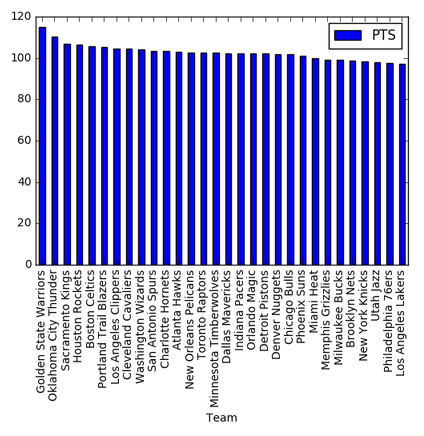 120
100
80
60
40
20
0
PTS
Golden State Warriors
Oklahoma City Thunder
Sacramento Kings
Houston Rockets
Boston Celtics
Portland Trail Blazers
Los Angeles Clippers
Cleveland Cavaliers
Washington Wizards
San Antonio Spurs
Charlotte Hornets
Atlanta Hawks
New Orleans Pelicans
Toronto Raptors
Minnesota Timberwolves
Dallas Mavericks
Indiana Pacers
Orlando Magic
Detroit Pistons
Denver Nuggets
Chicago Bulls
Phoenix Suns
Miami Heat
Memphis Grizzlies
Milwaukee Bucks
Brooklyn Nets
New York Knicks
Utah Jazz
Philadelphia 76ers
Los Angeles Lakers
Team